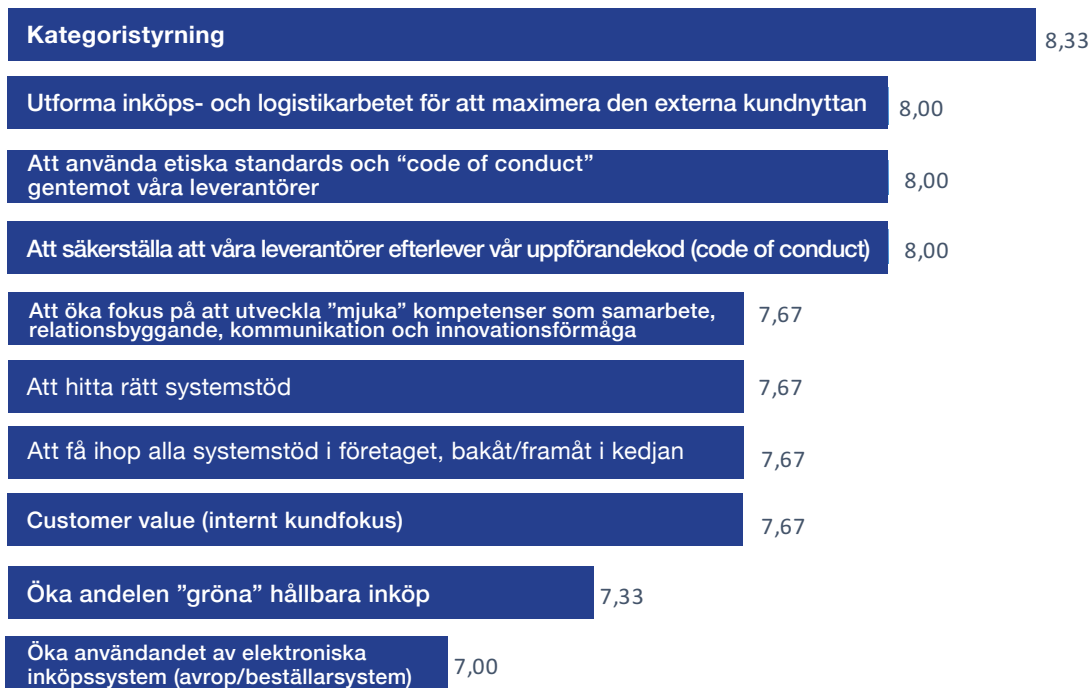 Kategoristyrning
8,33
Utforma inköps- och logistikarbetet för att maximera den externa kundnyttan
8,00
Att använda etiska standards och “code of conduct”
gentemot våra leverantörer
8,00
Att säkerställa att våra leverantörer efterlever vår uppförandekod (code of conduct)
8,00
Att öka fokus på att utveckla ”mjuka” kompetenser som samarbete,
relationsbyggande, kommunikation och innovationsförmåga
7,67
Att hitta rätt systemstöd
7,67
Att få ihop alla systemstöd i företaget, bakåt/framåt i kedjan
7,67
Customer value (internt kundfokus)
7,67
Öka andelen ”gröna” hållbara inköp
7,33
Öka användandet av elektroniska
inköpssystem (avrop/beställarsystem)
7,00